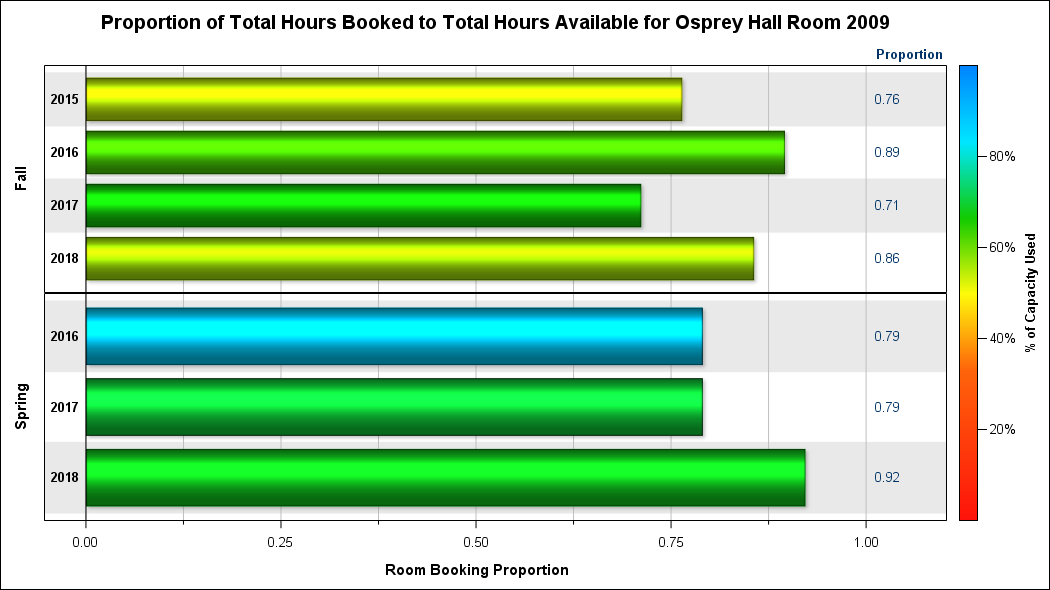 Proportion of Total Hours Booked to Total Hours Available for Osprey Hall Room 2009
Proportion
Fall
2015 0.76
2016 0.89
2017 0.71
2018 0.86
Spring
2016 0.79
2017 0.79
2018 0.92
0.00 0.25 0.50 0.75 1.00
Room Booking Proportion
80%
60%
40%
20%
% of Capacity Used